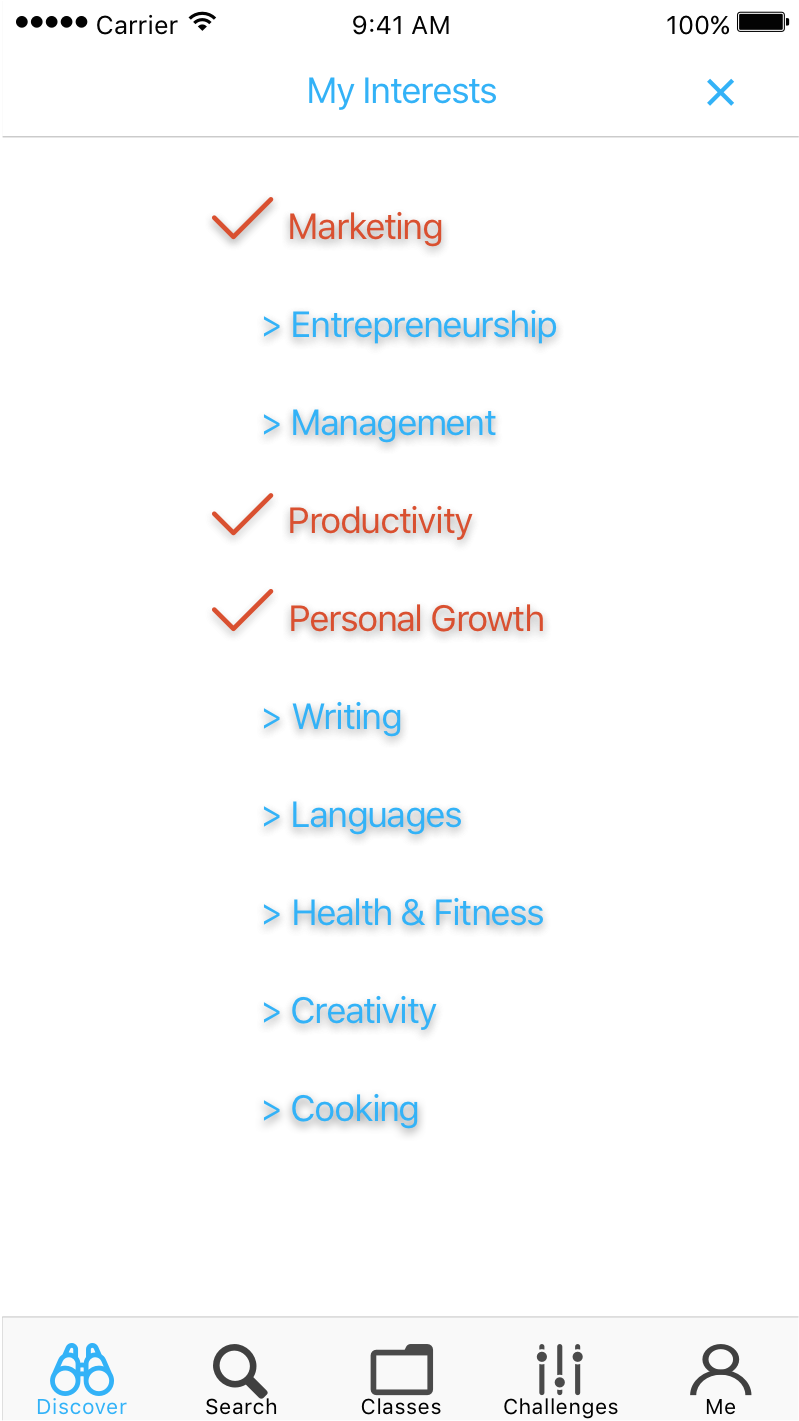 Carrier 9:41 AM 100%
My Interests
Marketing
> Entrepreneurship
> Management
Productivity
Personal Growth
> Writing
> Languages
> Health & Fitness
> Creativity
> Cooking
Discover Search Classes Challenges Me